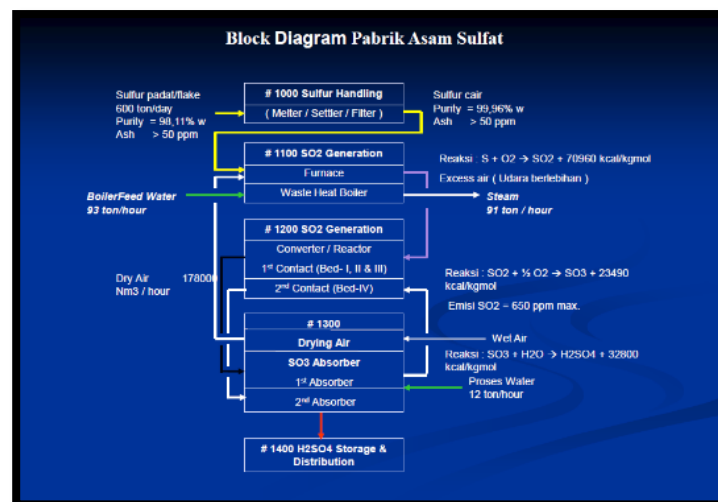 Block Diagram Pabrik Asam Sulfat
Sulfur padat/flake
600 ton/day
Purity = 98,11% w
Ash > 50 ppm
# 1000 Sulfur Handling
( Melter / Settler / Filter )
Sulfur cair
Purity = 99,96% w
Ash > 50 ppm
# 1100 SO2 Generation
Furnace
Waste Heat Boiler
Reaksi : S + O2 → SO2 + 70960 kcal/kgmol
Excess air ( Udara berlebihan )
BoilerFeed Water
93 ton/hour
Steam
91 ton / hour
# 1200 SO2 Generation
Converter / Reactor
1st Contact (Bed- I, II & III)
2nd Contact (Bed-IV)
Dry Air 178000
Nm3 / hour
Reaksi : SO2 + ½ O2 → SO3 + 23490
kcal/kgmol
Emisi SO2 = 650 ppm max.
# 1300
Drying Air
SO3 Absorber
1st Absorber
2nd Absorber
Wet Air
Reaksi : SO3 + H2O → H2SO4 + 32800
kcal/kgmol
Proses Water
12 ton/hour
# 1400 H2SO4 Storage &
Distribution